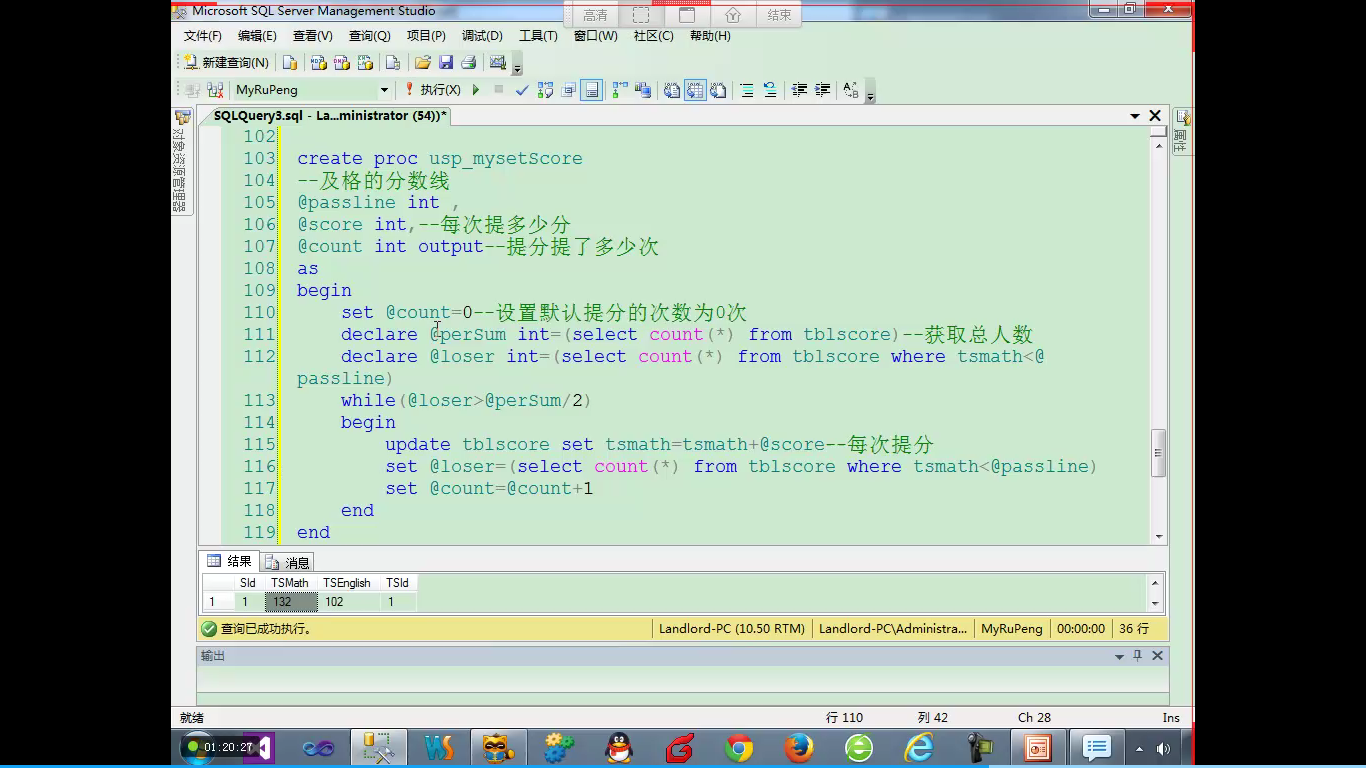 Microsoft SQL Server Management Studio
高清 结束
文件(F) 编辑(E) 查看(V) 查询(Q) 项目(P) 调试(D) 工具(T) 窗口(W) 社区(C) 帮助(H)
新建查询(N)
MyRuPeng 执行(X)
SQLQuery3.sql - La...ministrator (54))*
对象资源管理器
属性
102
103 create proc usp_mysetScore
104 --及格的分数线
105 @passline int ,
106 @score int,--每次提多少分
107 @count int output--提分提了多少次
108 as
109 begin
110 set @count=0--设置默认提分的次数为0次
111 declare @perSum int=(select count(*) from tblscore)--获取总人数
112 declare @loser int=(select count(*) from tblscore where tsmath<@
passline)
113 while(@loser>@perSum/2)
114 begin
115 update tblscore set tsmath=tsmath+@score--每次提分
116 set @loser=(select count(*) from tblscore where tsmath<@passline)
117 set @count=@count+1
118 end
119 end
结果 消息
SId TSMath TSEnglish TSId
1 1 132 102 1
查询已成功执行。 Landlord-PC (10.50 RTM) Landlord-PC\Administra... MyRuPeng 00:00:00 36 行
输出
就绪 行 110 列 42 Ch 28 Ins
01:20:27